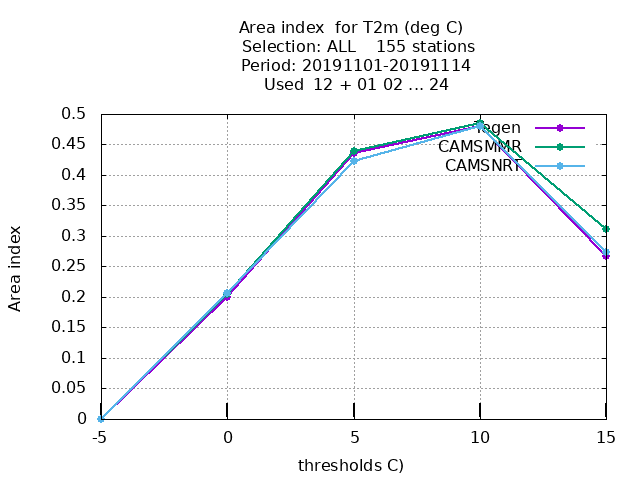 Area index  for T2m (deg C)
Selection: ALL    155 stations
Period: 20191101-20191114
Used  12 + 01 02 ... 24
0.5
0.45
0.4
0.35
0.3
0.25
0.2
0.15
0.1
0.05
0
Area index
Tegen
CAMSMMR
CAMSNRT
-5
0
5
10
15
thresholds C)